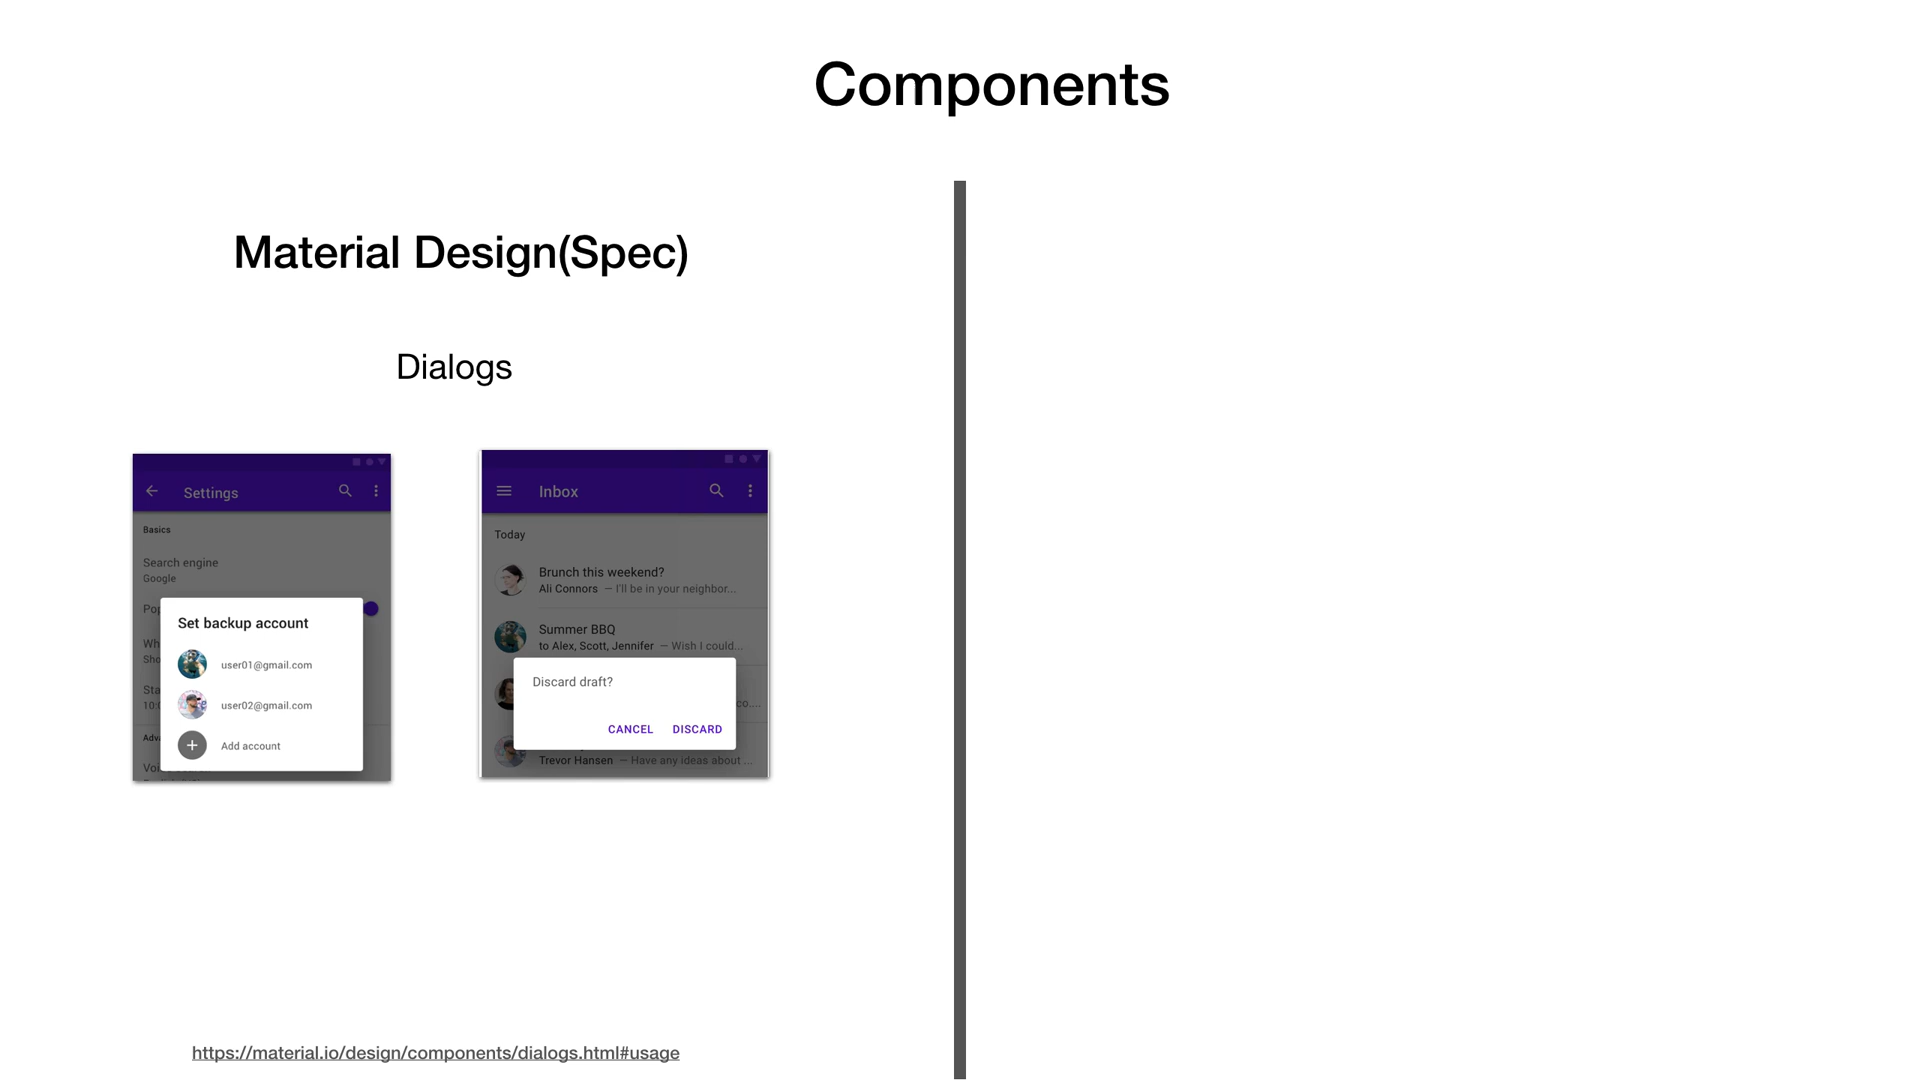 Components
Material Design(Spec)
Dialogs
Settings
Basics
Search engine
Google
Set backup account
user01@gmail.com
user02@gmail.com
Add account
Inbox
Today
Brunch this weekend?
Ali Connors — I'll be in your neighbor...
Summer BBQ
to Alex, Scott, Jennifer — Wish I could...
Discard draft?
CANCEL DISCARD
Trevor Hansen — Have any ideas about ...
https://material.io/design/components/dialogs.html#usage